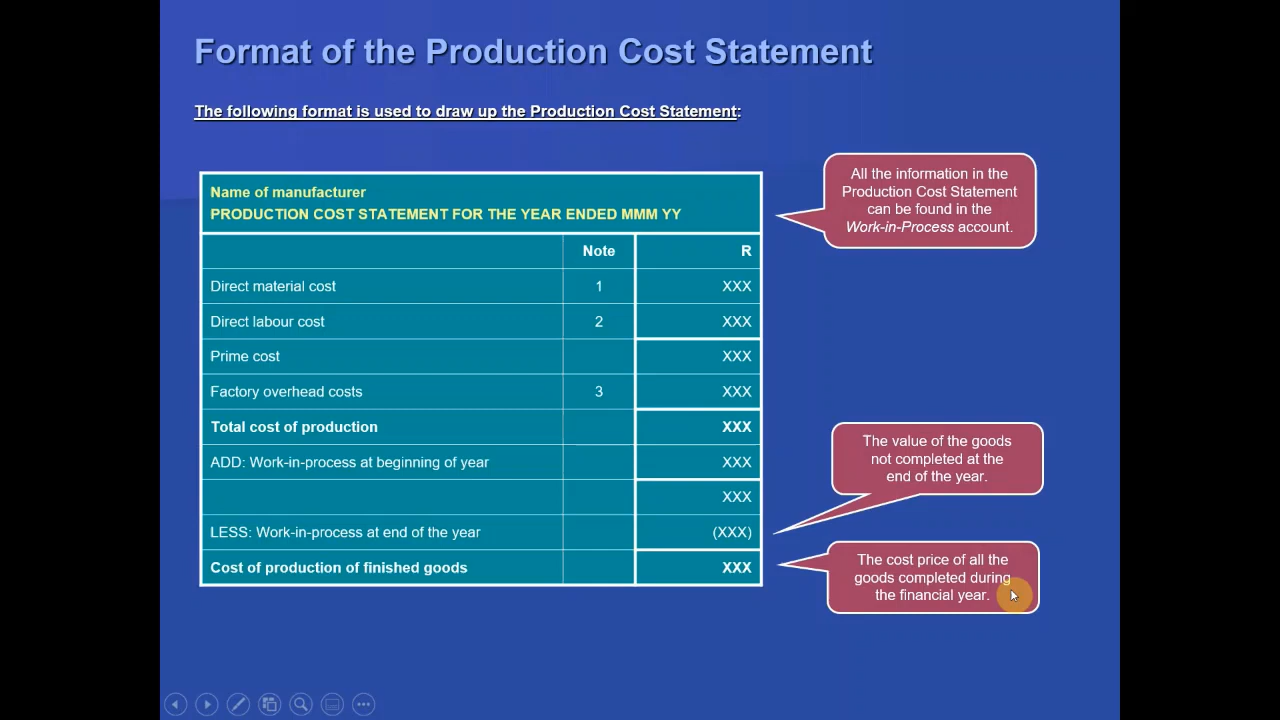 Format of the Production Cost Statement
The following format is used to draw up the Production Cost Statement:
Name of manufacturer
PRODUCTION COST STATEMENT FOR THE YEAR ENDED MMM YY
Note R
Direct material cost 1 XXX
Direct labour cost 2 XXX
Prime cost XXX
Factory overhead costs 3 XXX
Total cost of production XXX
ADD: Work-in-process at beginning of year XXX
XXX
LESS: Work-in-process at end of the year (XXX)
Cost of production of finished goods XXX
All the information in the
Production Cost Statement
can be found in the
Work-in-Process account.
The value of the goods
not completed at the
end of the year.
The cost price of all the
goods completed during
the financial year.